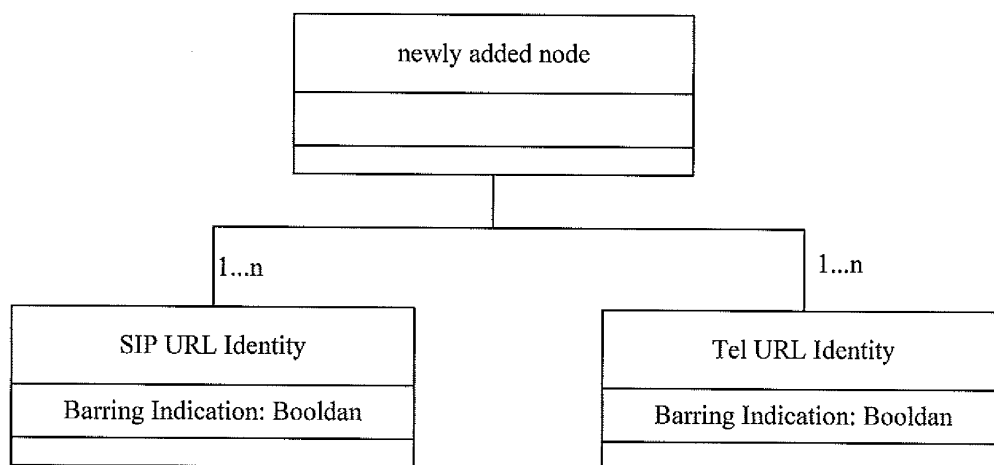 newly added node
1...n
1...n
SIP URL Identity
Tel URL Identity
Barring Indication: Booldan
Barring Indication: Booldan